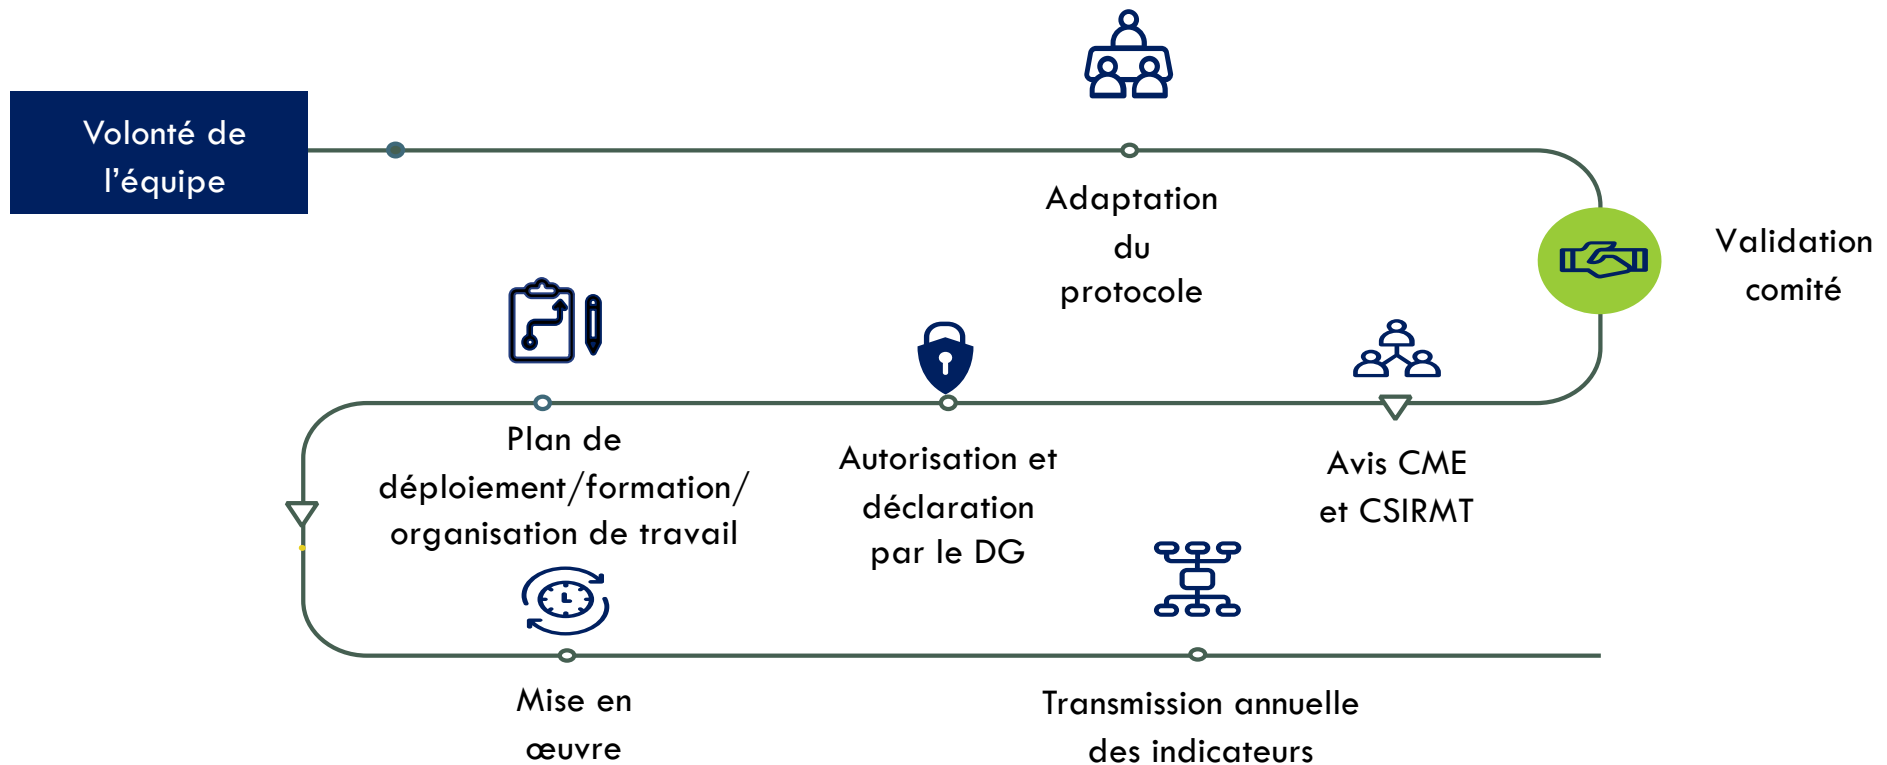 Volonté de
l’équipe
Adaptation
du
protocole
Validation
comité
Avis CME
et CSIRMT
Autorisation et
déclaration
par le DG
Plan de
déploiement/formation/
organisation de travail
Mise en
œuvre
Transmission annuelle
des indicateurs